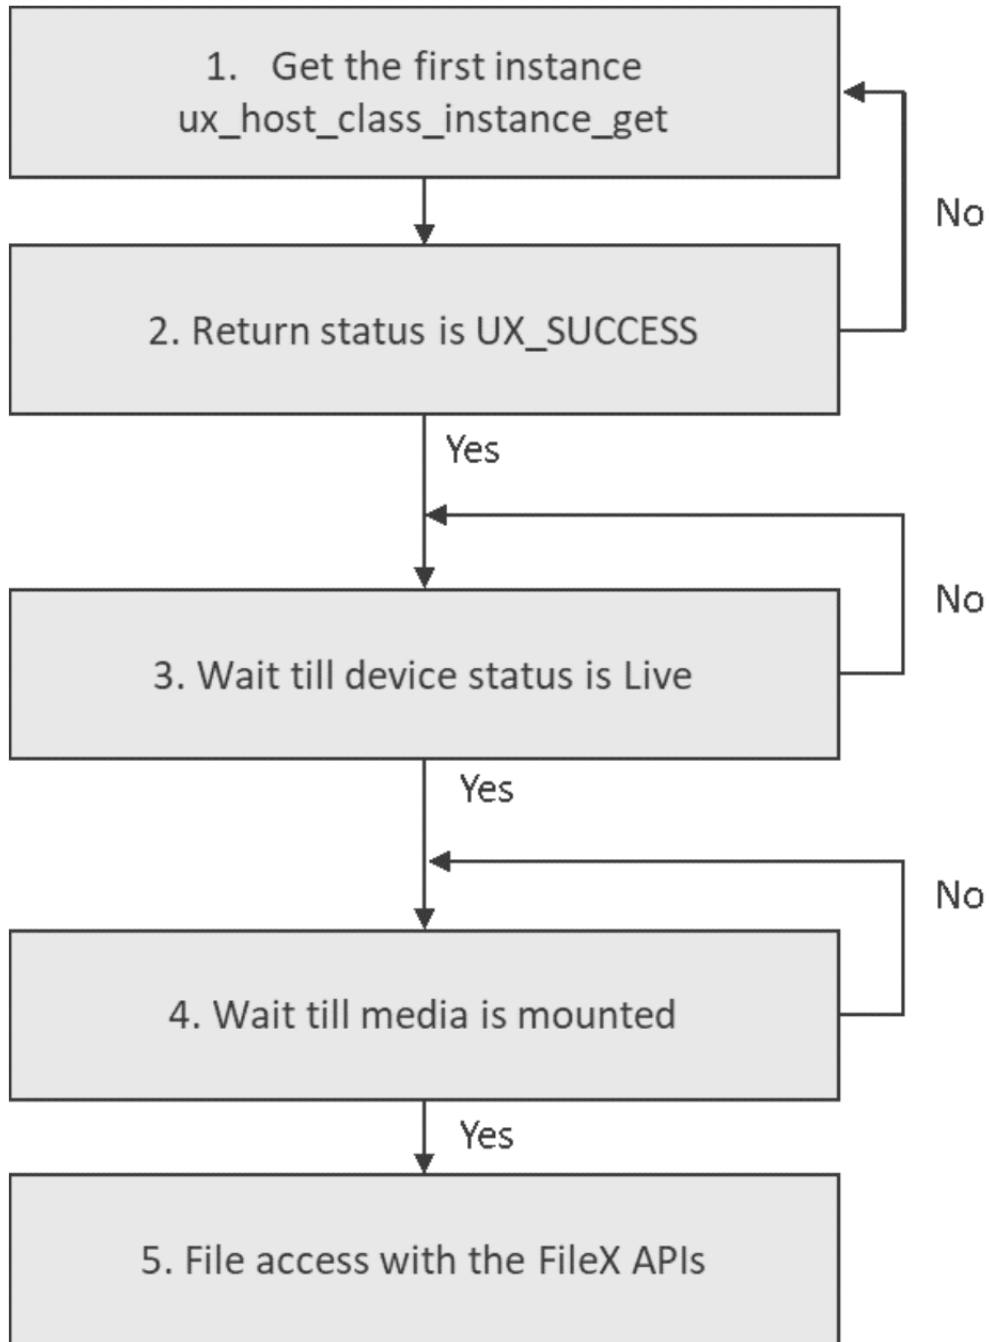 1. Get the first instance
ux_host_class_instance_get
No
2. Return status is UX_SUCCESS
Yes
No
3. Wait till device status is Live
Yes
No
4. Wait till media is mounted
Yes
5. File access with the FileX APIs